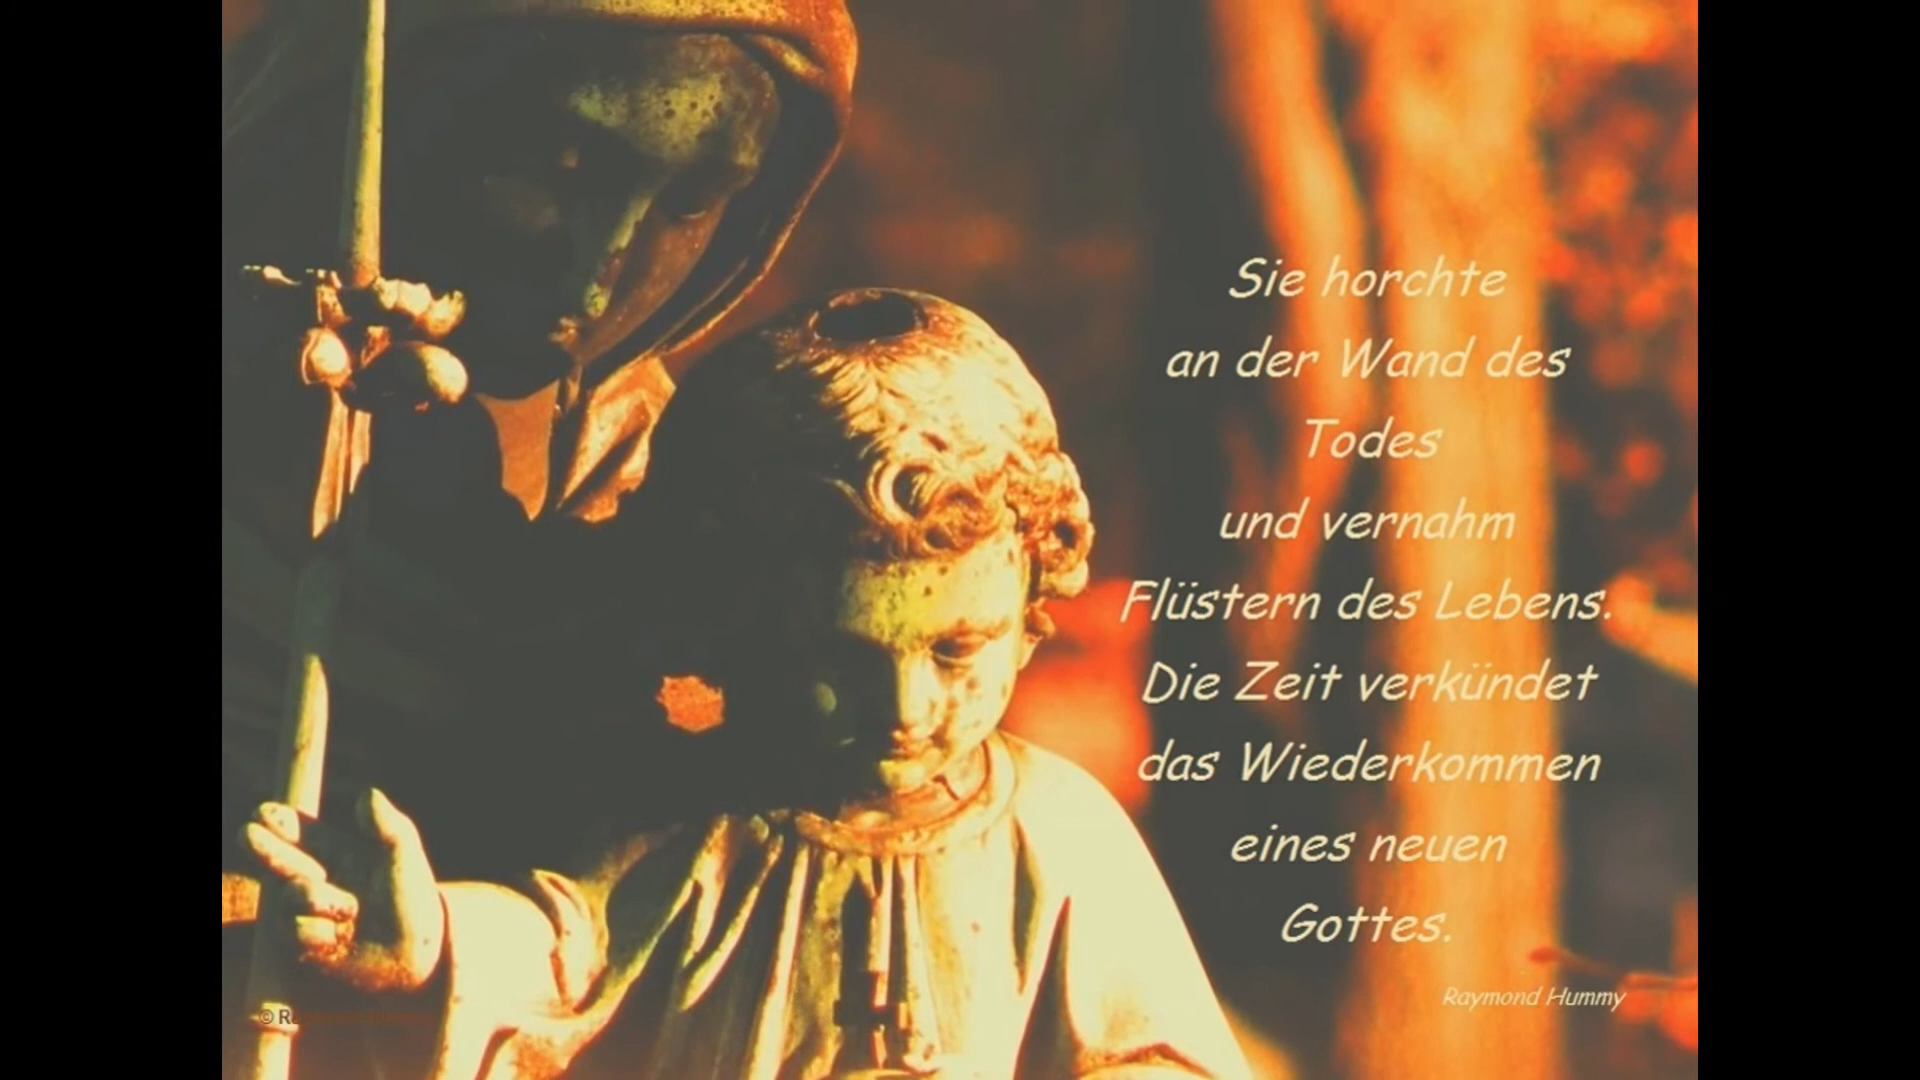 Sie horchte
an der Wand des
Todes
und vernahm
Flüstern des Lebens.
Die Zeit verkündet
das Wiederkommen
eines neuen
Gottes.
Raymond Hummy
©